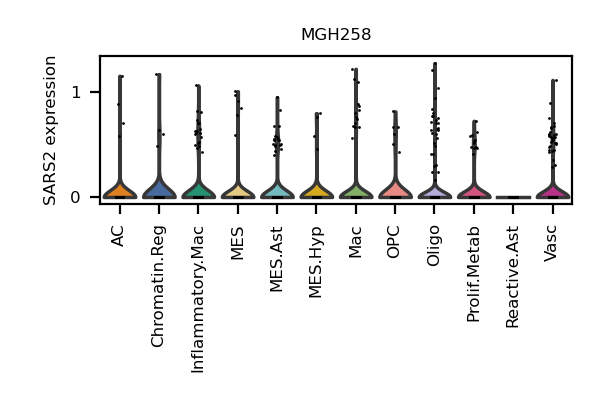 MGH258
SARS2 expression
1
0
AC
Chromatin.Reg
Inflammatory.Mac
MES
MES.Ast
MES.Hyp
Mac
OPC
Oligo
Prolif.Metab
Reactive.Ast
Vasc